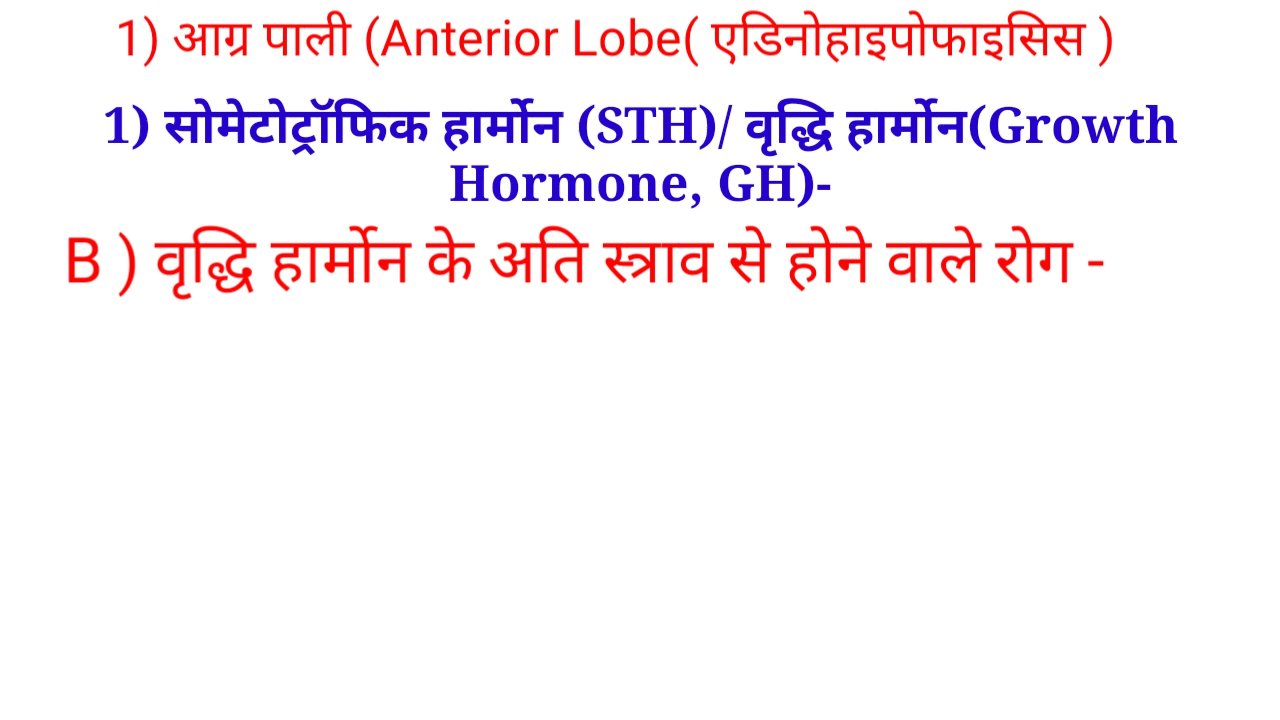 1) आग्र पाली (Anterior Lobe( एडिनोहाइपोफाइसिस )
1) सोमेटोट्रॉफिक हार्मोन (STH)/ वृद्धि हार्मोन(Growth
Hormone, GH)-
B ) वृद्धि हार्मोन के अति स्त्राव से होने वाले रोग -